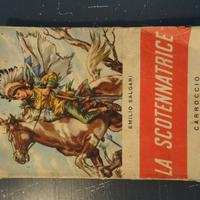 EMILIO SALGARI
LA SCOTENNATRICE
CARROCCIO